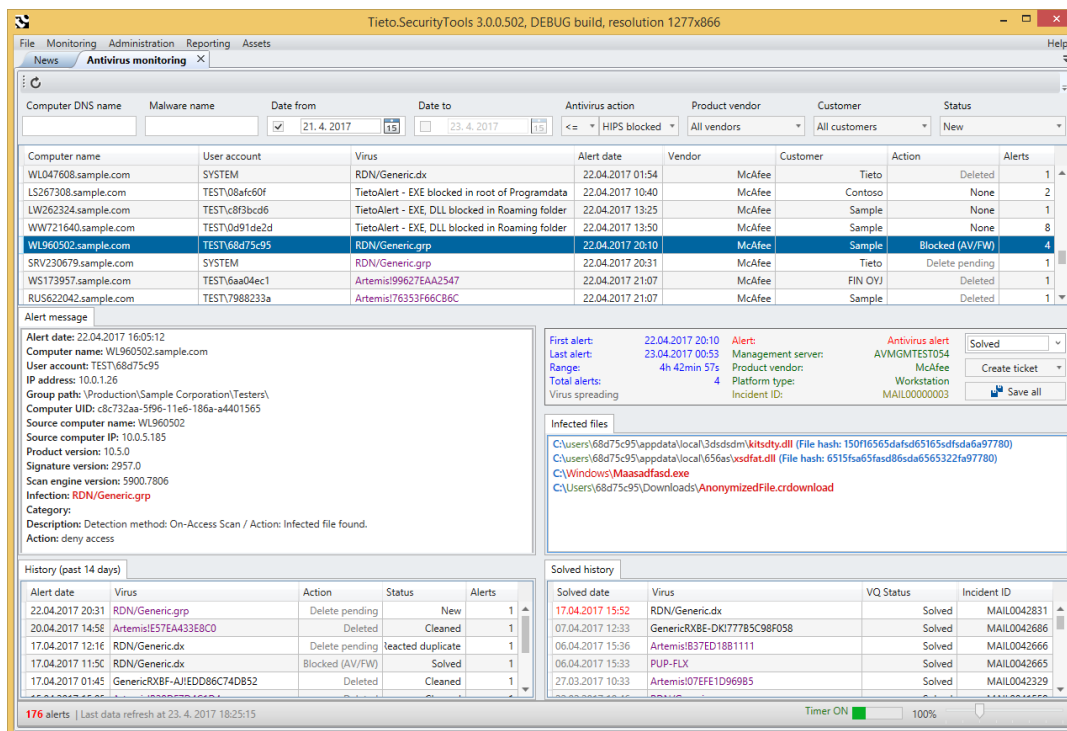 Tieto.SecurityTools 3.0.0.502, DEBUG build, resolution 1277x866
File Monitoring Administration Reporting Assets Help
News Antivirus monitoring
Computer DNS name Malware name Date from Date to Antivirus action Product vendor Customer Status
21. 4. 2017 15 23. 4. 2017 15 <= HIPS blocked All vendors All customers New
Computer name User account Virus Alert date Vendor Customer Action Alerts
WL047608.sample.com SYSTEM RDN/Generic.dx 22.04.2017 01:54 McAfee Tieto Deleted 1
LS267308.sample.com TEST\08afc60f TietoAlert - EXE blocked in root of Programdata 22.04.2017 10:40 McAfee Contoso None 2
LW262324.sample.com TEST\c8f3bcd6 TietoAlert - EXE, DLL blocked in Roaming folder 22.04.2017 13:25 McAfee Sample None 1
WW721640.sample.com TEST\0d91de2d TietoAlert - EXE, DLL blocked in Roaming folder 22.04.2017 13:50 McAfee Sample None 8
WL960502.sample.com TEST\68d75c95 RDN/Generic.grp 22.04.2017 20:10 McAfee Sample Blocked (AV/FW) 4
SRV230679.sample.com SYSTEM RDN/Generic.grp 22.04.2017 20:31 McAfee Tieto Delete pending 1
WS173957.sample.com TEST\6aa04ec1 Artemis!99627EAA2547 22.04.2017 21:07 McAfee FIN OYJ Deleted 1
RUS622042.sample.com TEST\7988233a Artemis!76353F66CB6C 22.04.2017 21:07 McAfee Sample Deleted 1
Alert message
Alert date: 22.04.2017 16:05:12
Computer name: WL960502.sample.com
User account: TEST\68d75c95
IP address: 10.0.1.26
Group path: \Production\Sample Corporation\Testers\
Computer UID: c8c732aa-5f96-11e6-186a-a4401565
Source computer name: WL960502
Source computer IP: 10.0.5.185
Product version: 10.5.0
Signature version: 2957.0
Scan engine version: 5900.7806
Infection: RDN/Generic.grp
Category:
Description: Detection method: On-Access Scan / Action: Infected file found.
Action: deny access
First alert: 22.04.2017 20:10 Alert: Antivirus alert
Last alert: 23.04.2017 00:53 Management server: AVMGMTEST054
Range: 4h 42min 57s Product vendor: McAfee
Total alerts: 4 Platform type: Workstation
Virus spreading Incident ID: MAIL00000003
Solved
Create ticket
Save all
Infected files
C:\users\68d75c95\appdata\local\3dsdsdm\kitsdty.dll (File hash: 150f16565dafsd65165sdfsda6a97780)
C:\users\68d75c95\appdata\local\656as\xsdfat.dll (File hash: 6515fsa65fasd86sda6565322fa97780)
C:\Windows\Maasadfasd.exe
C:\Users\68d75c95\Downloads\AnonymizedFile.crdownload
History (past 14 days)
Alert date Virus Action Status Alerts
22.04.2017 20:31 RDN/Generic.grp Delete pending New 1
20.04.2017 14:58 Artemis!E57EA433E8C0 Deleted Cleaned 1
17.04.2017 12:16 RDN/Generic.dx Delete pending leacted duplicate 1
17.04.2017 11:50 RDN/Generic.dx Blocked (AV/FW) Solved 1
17.04.2017 01:45 GenericRXBF-AJ!EDD86C74DB52 Deleted Cleaned 1
Solved history
Solved date Virus VQ Status Incident ID
17.04.2017 15:52 RDN/Generic.dx Solved MAIL0042831
07.04.2017 12:33 GenericRXBE-DK!777B5C98F058 Solved MAIL0042686
06.04.2017 15:36 Artemis!B37ED18B1111 Solved MAIL0042666
06.04.2017 15:33 PUP-FLX Solved MAIL0042665
27.03.2017 10:33 Artemis!07EFE1D969B5 Solved MAIL0042329
176 alerts | Last data refresh at 23. 4. 2017 18:25:15 Timer ON 100%